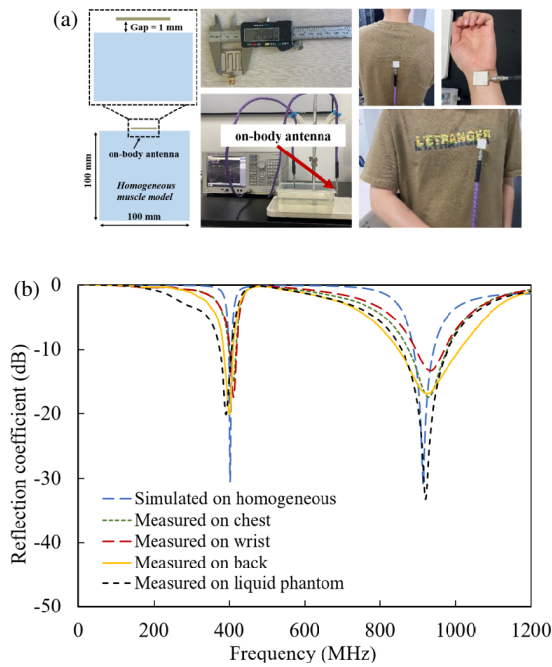 (a)
Gap = 1 mm
on-body
antenna
100 mm
Homogeneous
muscle model
100 mm
on-body antenna
L'ETRANGER
(b)
0
-10
-20
-30
-40
-50
Reflection coefficient (dB)
Simulated on homogeneous
Measured on chest
Measured on wrist
Measured on back
Measured on liquid phantom
0 200 400 600 800 1000 1200
Frequency (MHz)